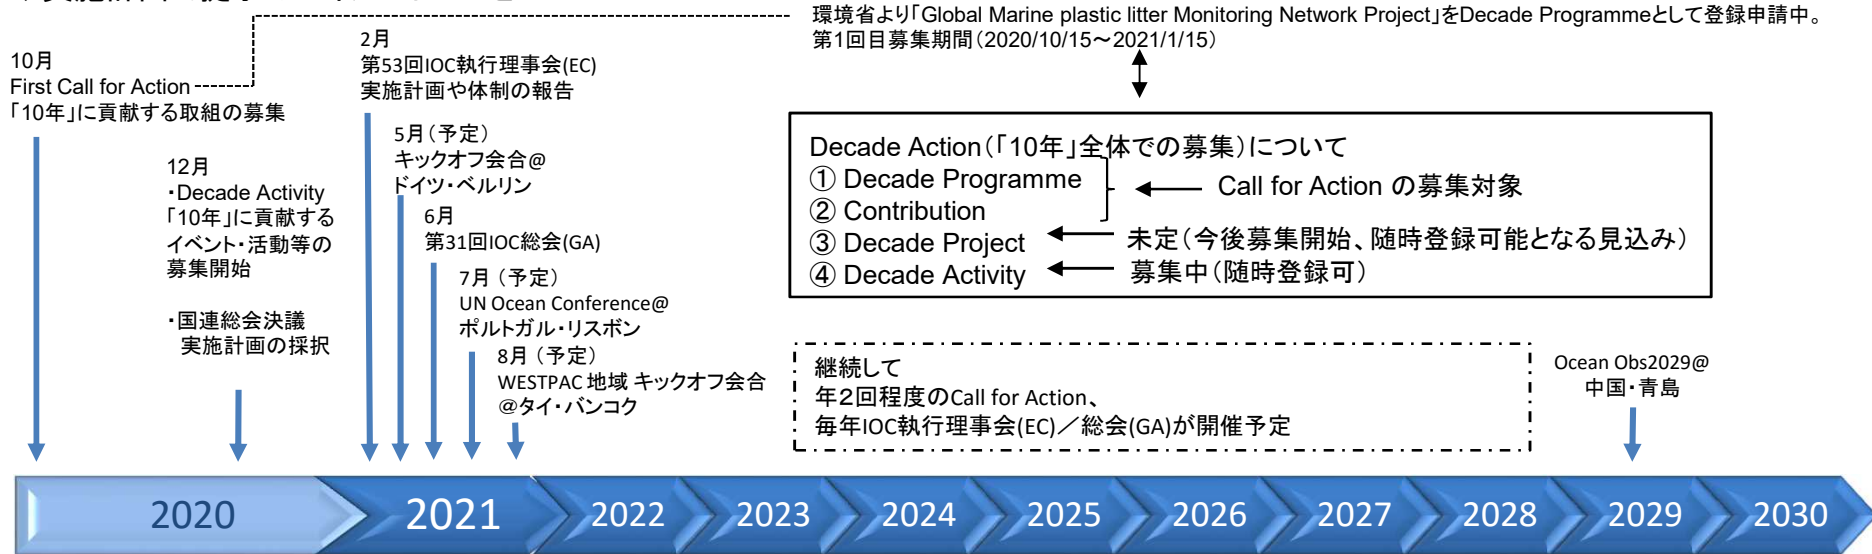 環境省より「Global Marine plastic litter Monitoring Network Project」をDecade Programmeとして登録申請中。
第1回目募集期間(2020/10/15～2021/1/15)
10月
First Call for Action
「10年」に貢献する取組の募集
12月
・Decade Activity
「10年」に貢献する
イベント・活動等の
募集開始
・国連総会決議
実施計画の採択
2月
第53回IOC執行理事会(EC)
実施計画や体制の報告
5月(予定)
キックオフ会合@
ドイツ・ベルリン
6月
第31回IOC総会(GA)
7月(予定)
UN Ocean Conference@
ポルトガル・リスボン
8月(予定)
WESTPAC 地域 キックオフ会合
@タイ・バンコク
Decade Action(「10年」全体での募集)について
① Decade Programme
② Contribution
Call for Action の募集対象
③ Decade Project
未定(今後募集開始、随時登録可能となる見込み)
④ Decade Activity
募集中(随時登録可)
継続して
年2回程度のCall for Action、
毎年IOC執行理事会(EC)／総会(GA)が開催予定
Ocean Obs2029@
中国・青島
2020
2021
2022
2023
2024
2025
2026
2027
2028
2029
2030